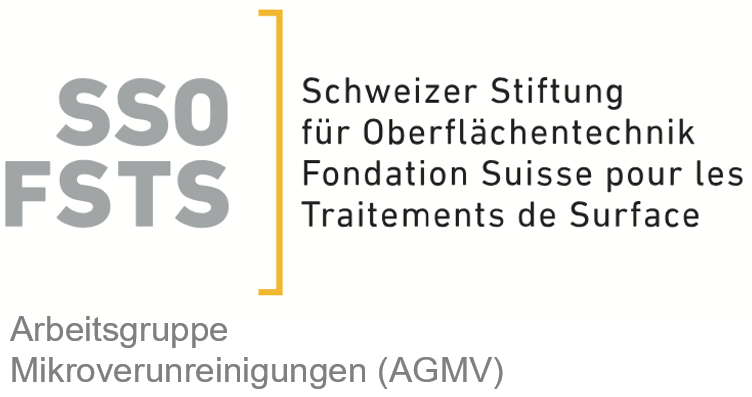 SSO
FSTS
Schweizer Stiftung
für Oberflächentechnik
Fondation Suisse pour les
Traitements de Surface
Arbeitsgruppe
Mikroverunreinigungen (AGMV)